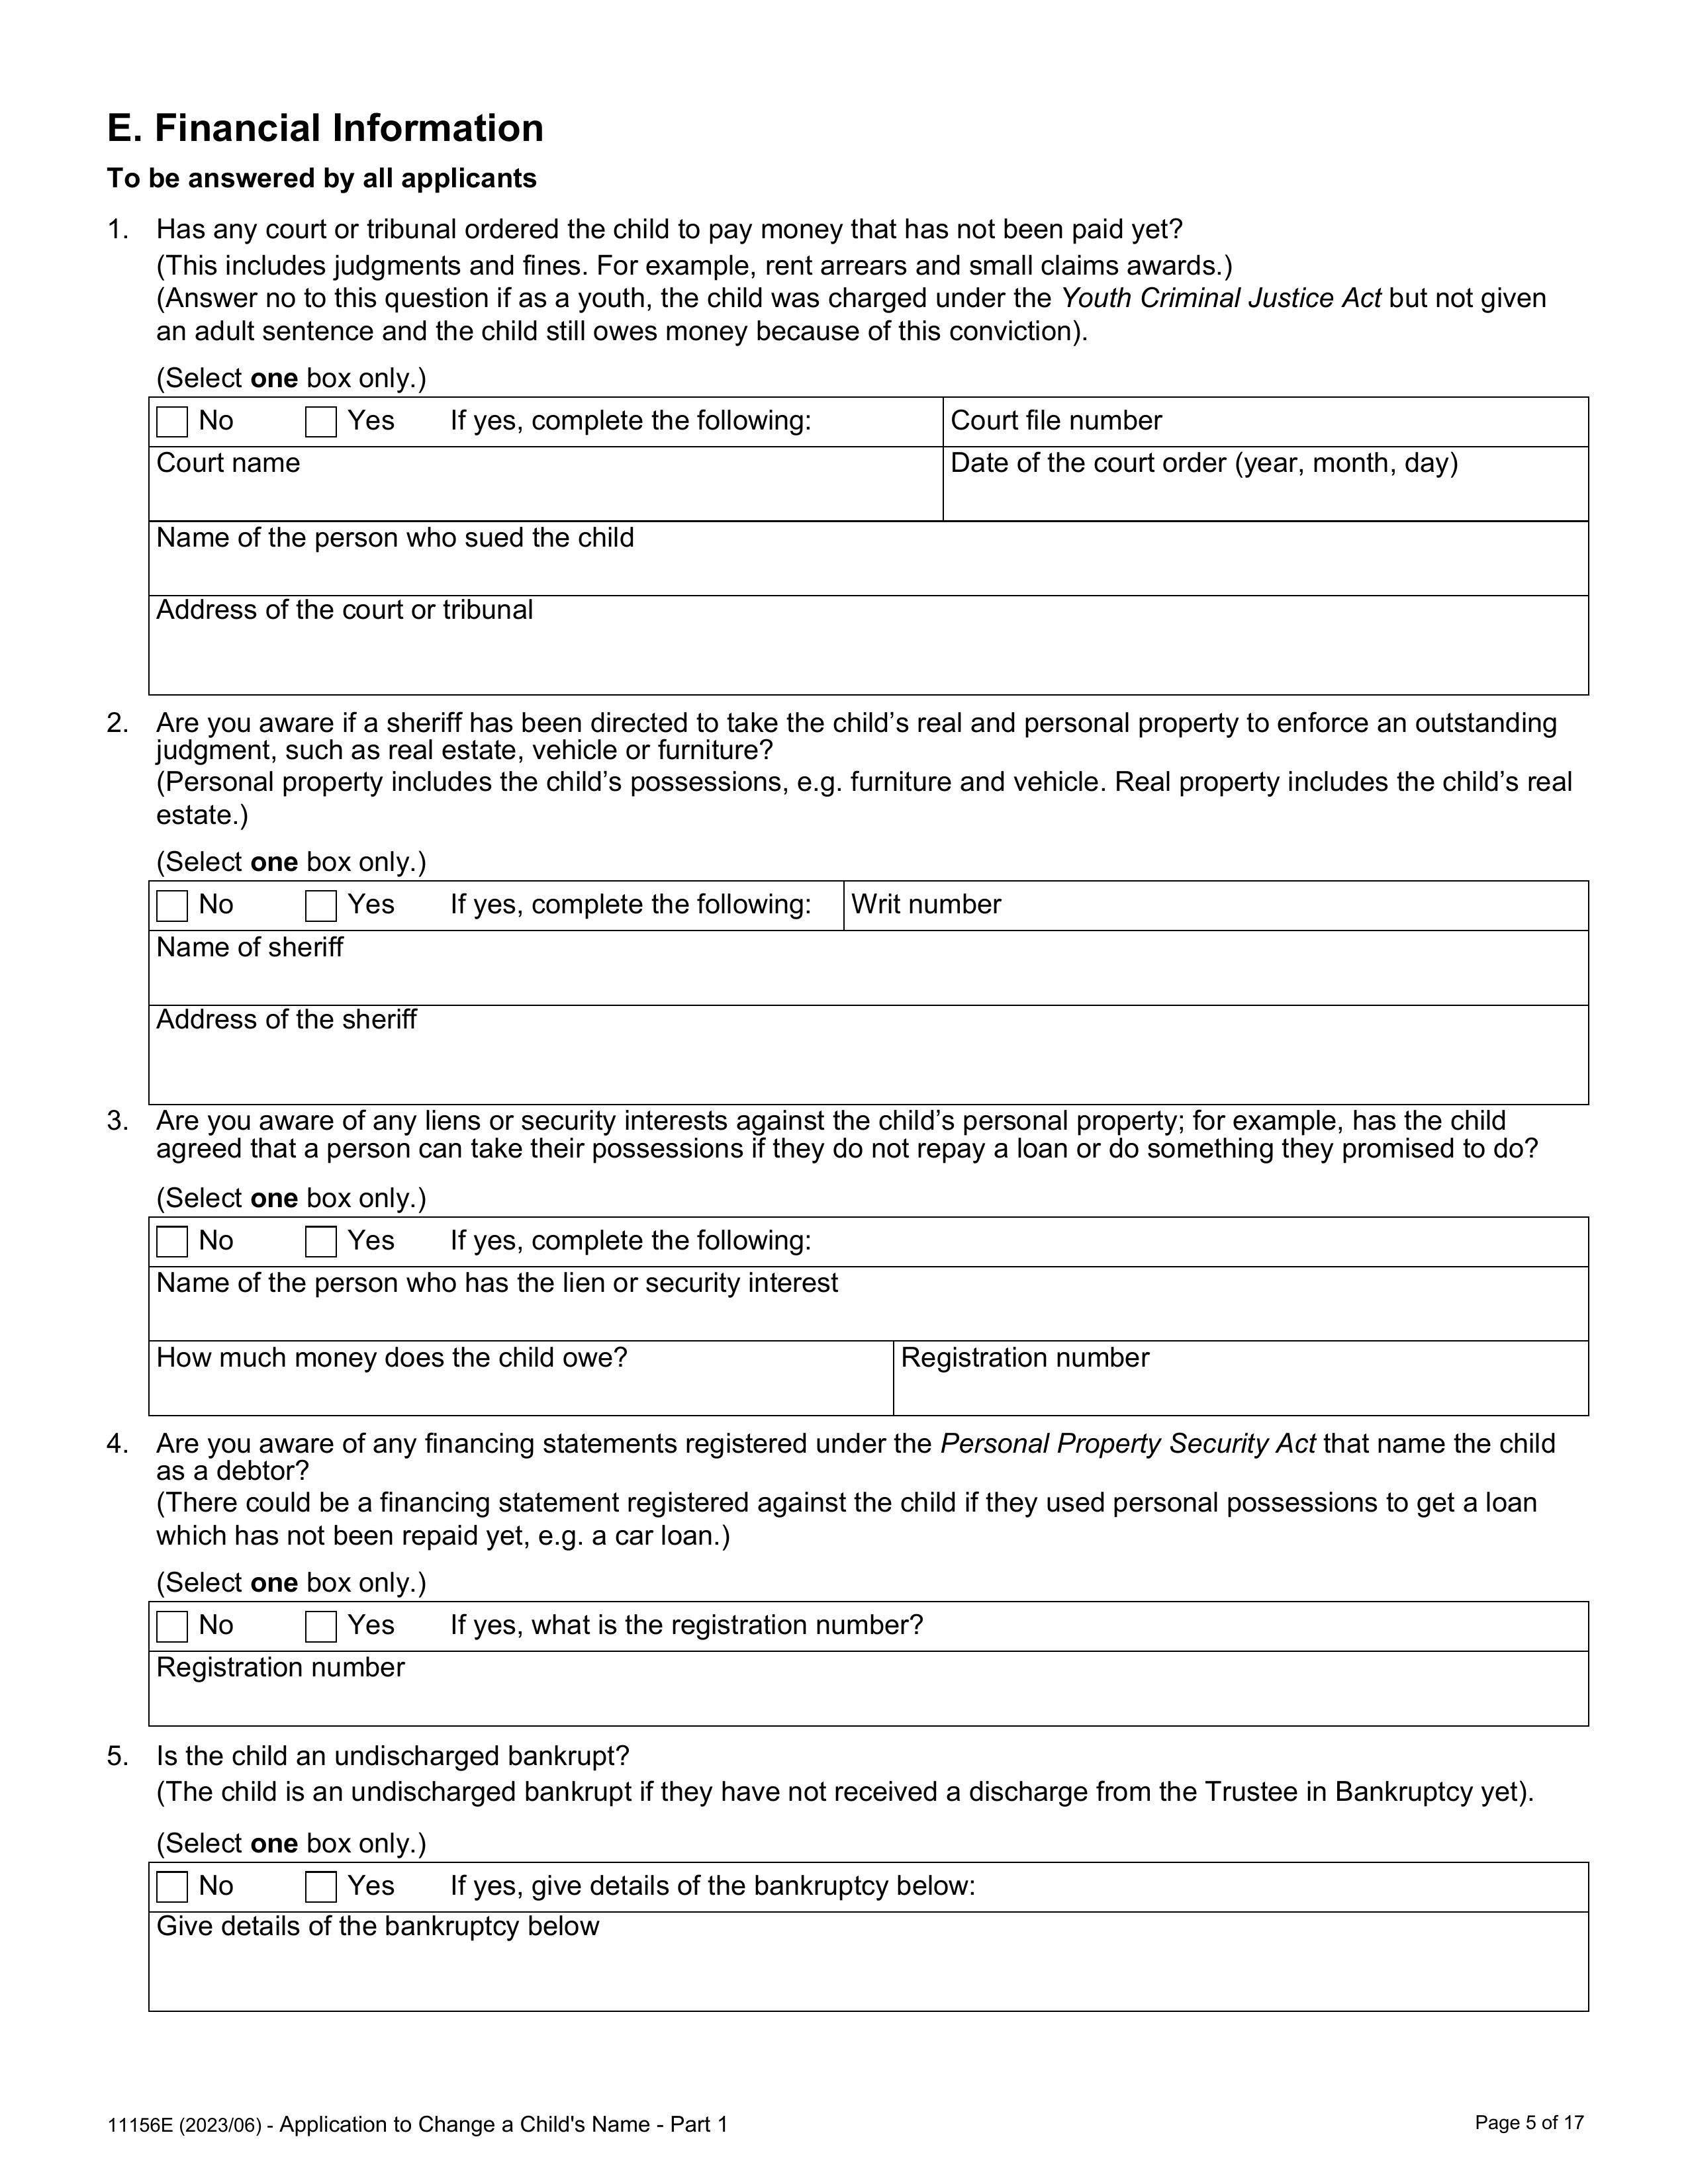 E. Financial Information
To be answered by all applicants
1. Has any court or tribunal ordered the child to pay money that has not been paid yet?
(This includes judgments and fines. For example, rent arrears and small claims awards.)
(Answer no to this question if as a youth, the child was charged under the Youth Criminal Justice Act but not given
an adult sentence and the child still owes money because of this conviction).
(Select one box only.)
No Yes If yes, complete the following: Court file number
Court name Date of the court order (year, month, day)
Name of the person who sued the child
Address of the court or tribunal
2. Are you aware if a sheriff has been directed to take the child’s real and personal property to enforce an outstanding
judgment, such as real estate, vehicle or furniture?
(Personal property includes the child’s possessions, e.g. furniture and vehicle. Real property includes the child’s real
estate.)
(Select one box only.)
No Yes If yes, complete the following: Writ number
Name of sheriff
Address of the sheriff
3. Are you aware of any liens or security interests against the child’s personal property; for example, has the child
agreed that a person can take their possessions if they do not repay a loan or do something they promised to do?
(Select one box only.)
No Yes If yes, complete the following:
Name of the person who has the lien or security interest
How much money does the child owe? Registration number
4. Are you aware of any financing statements registered under the Personal Property Security Act that name the child
as a debtor?
(There could be a financing statement registered against the child if they used personal possessions to get a loan
which has not been repaid yet, e.g. a car loan.)
(Select one box only.)
No Yes If yes, what is the registration number?
Registration number
5. Is the child an undischarged bankrupt?
(The child is an undischarged bankrupt if they have not received a discharge from the Trustee in Bankruptcy yet).
(Select one box only.)
No Yes If yes, give details of the bankruptcy below:
Give details of the bankruptcy below
11156E (2023/06) - Application to Change a Child's Name - Part 1 Page 5 of 17